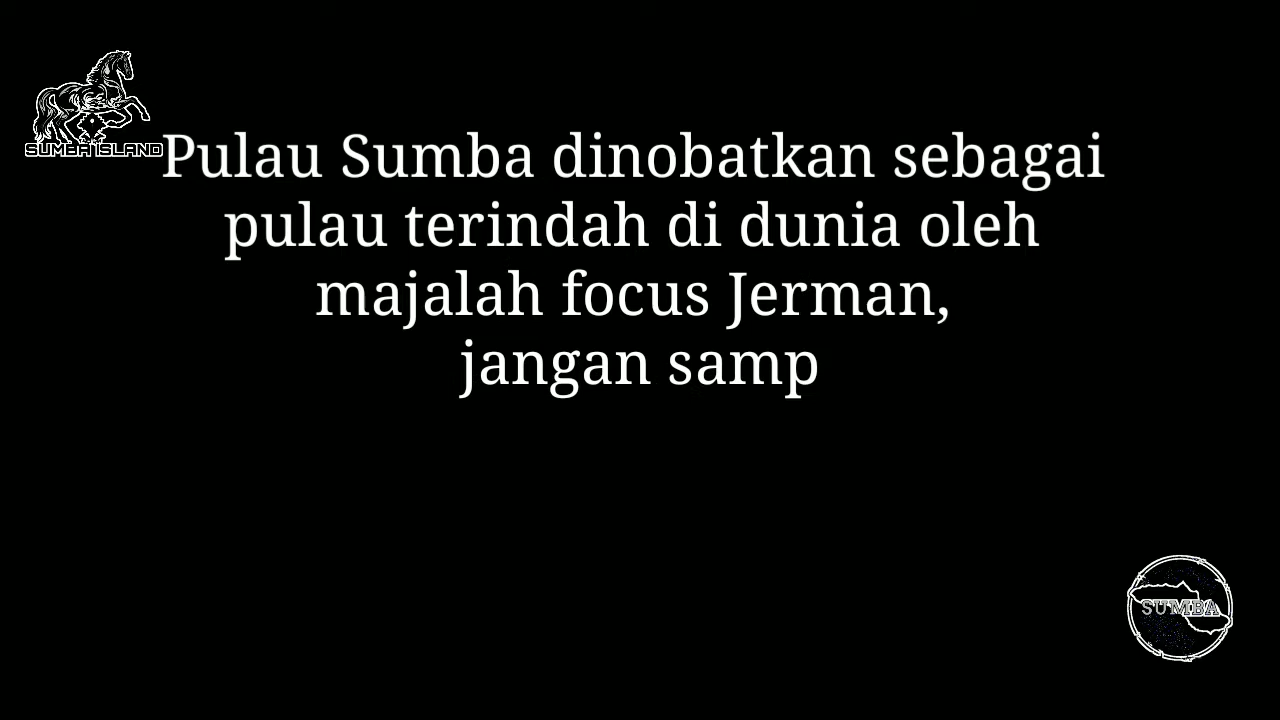 SUMBA ISLAND
Pulau Sumba dinobatkan sebagai
pulau terindah di dunia oleh
majalah focus Jerman,
jangan samp
SUMBA